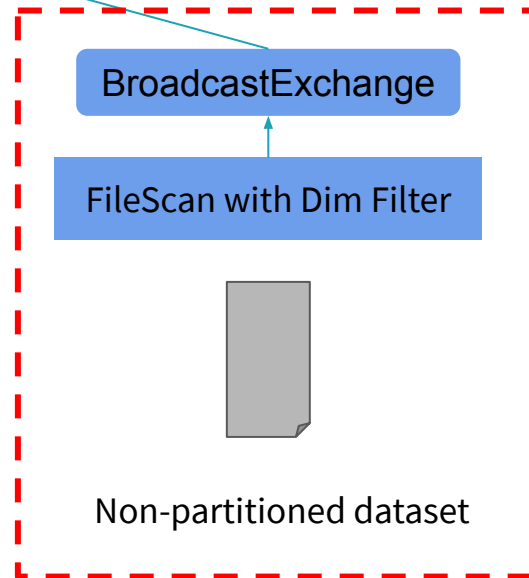 BroadcastExchange
FileScan with Dim Filter
Non-partitioned dataset